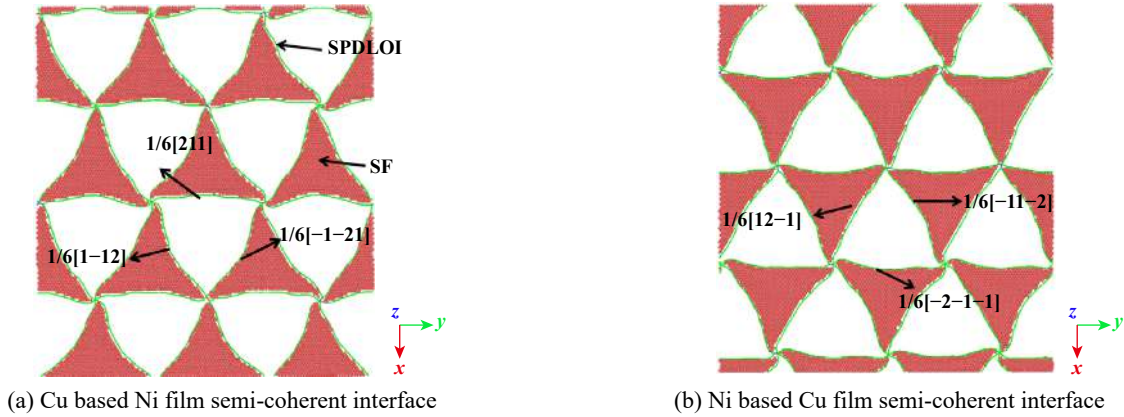 SPDLOI
1/6[211]
SF
1/6[1−12]
1/6[−1−21]
z
y
x
(a) Cu based Ni film semi-coherent interface
1/6[12−1]
1/6[−11−2]
1/6[−2−1−1]
z
y
x
(b) Ni based Cu film semi-coherent interface